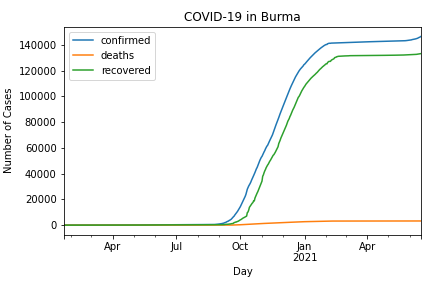 COVID-19 in Burma
confirmed
deaths
recovered
Number of Cases
140000
120000
100000
80000
60000
40000
20000
0
Apr
Jul
Oct
Jan
2021
Apr
Day